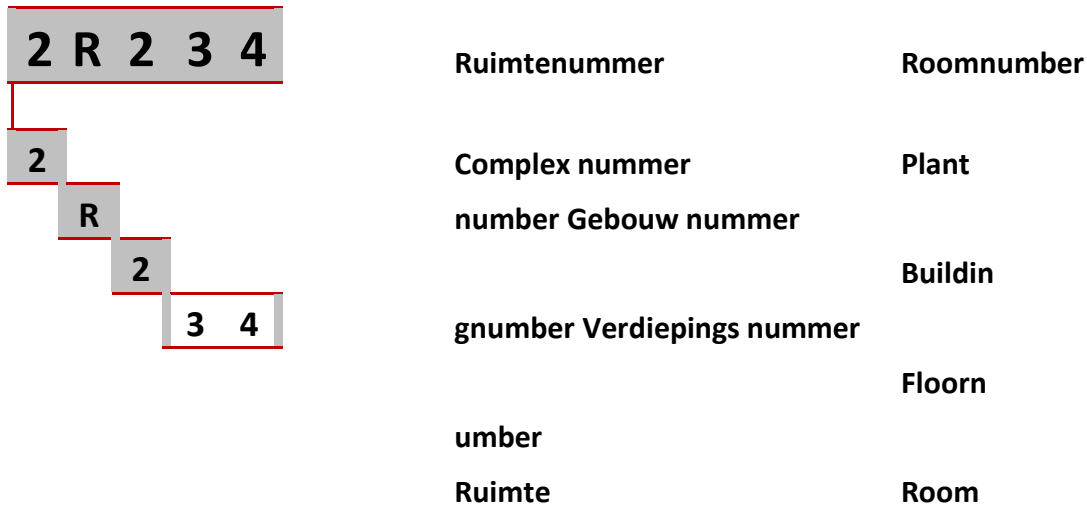 2 R 2 3 4 Ruimtenummer Roomnumber
2 Complex nummer Plant
R number Gebouw nummer
2 Buildin
3 4 gnumber Verdiepings nummer
Floorn
umber
Ruimte Room